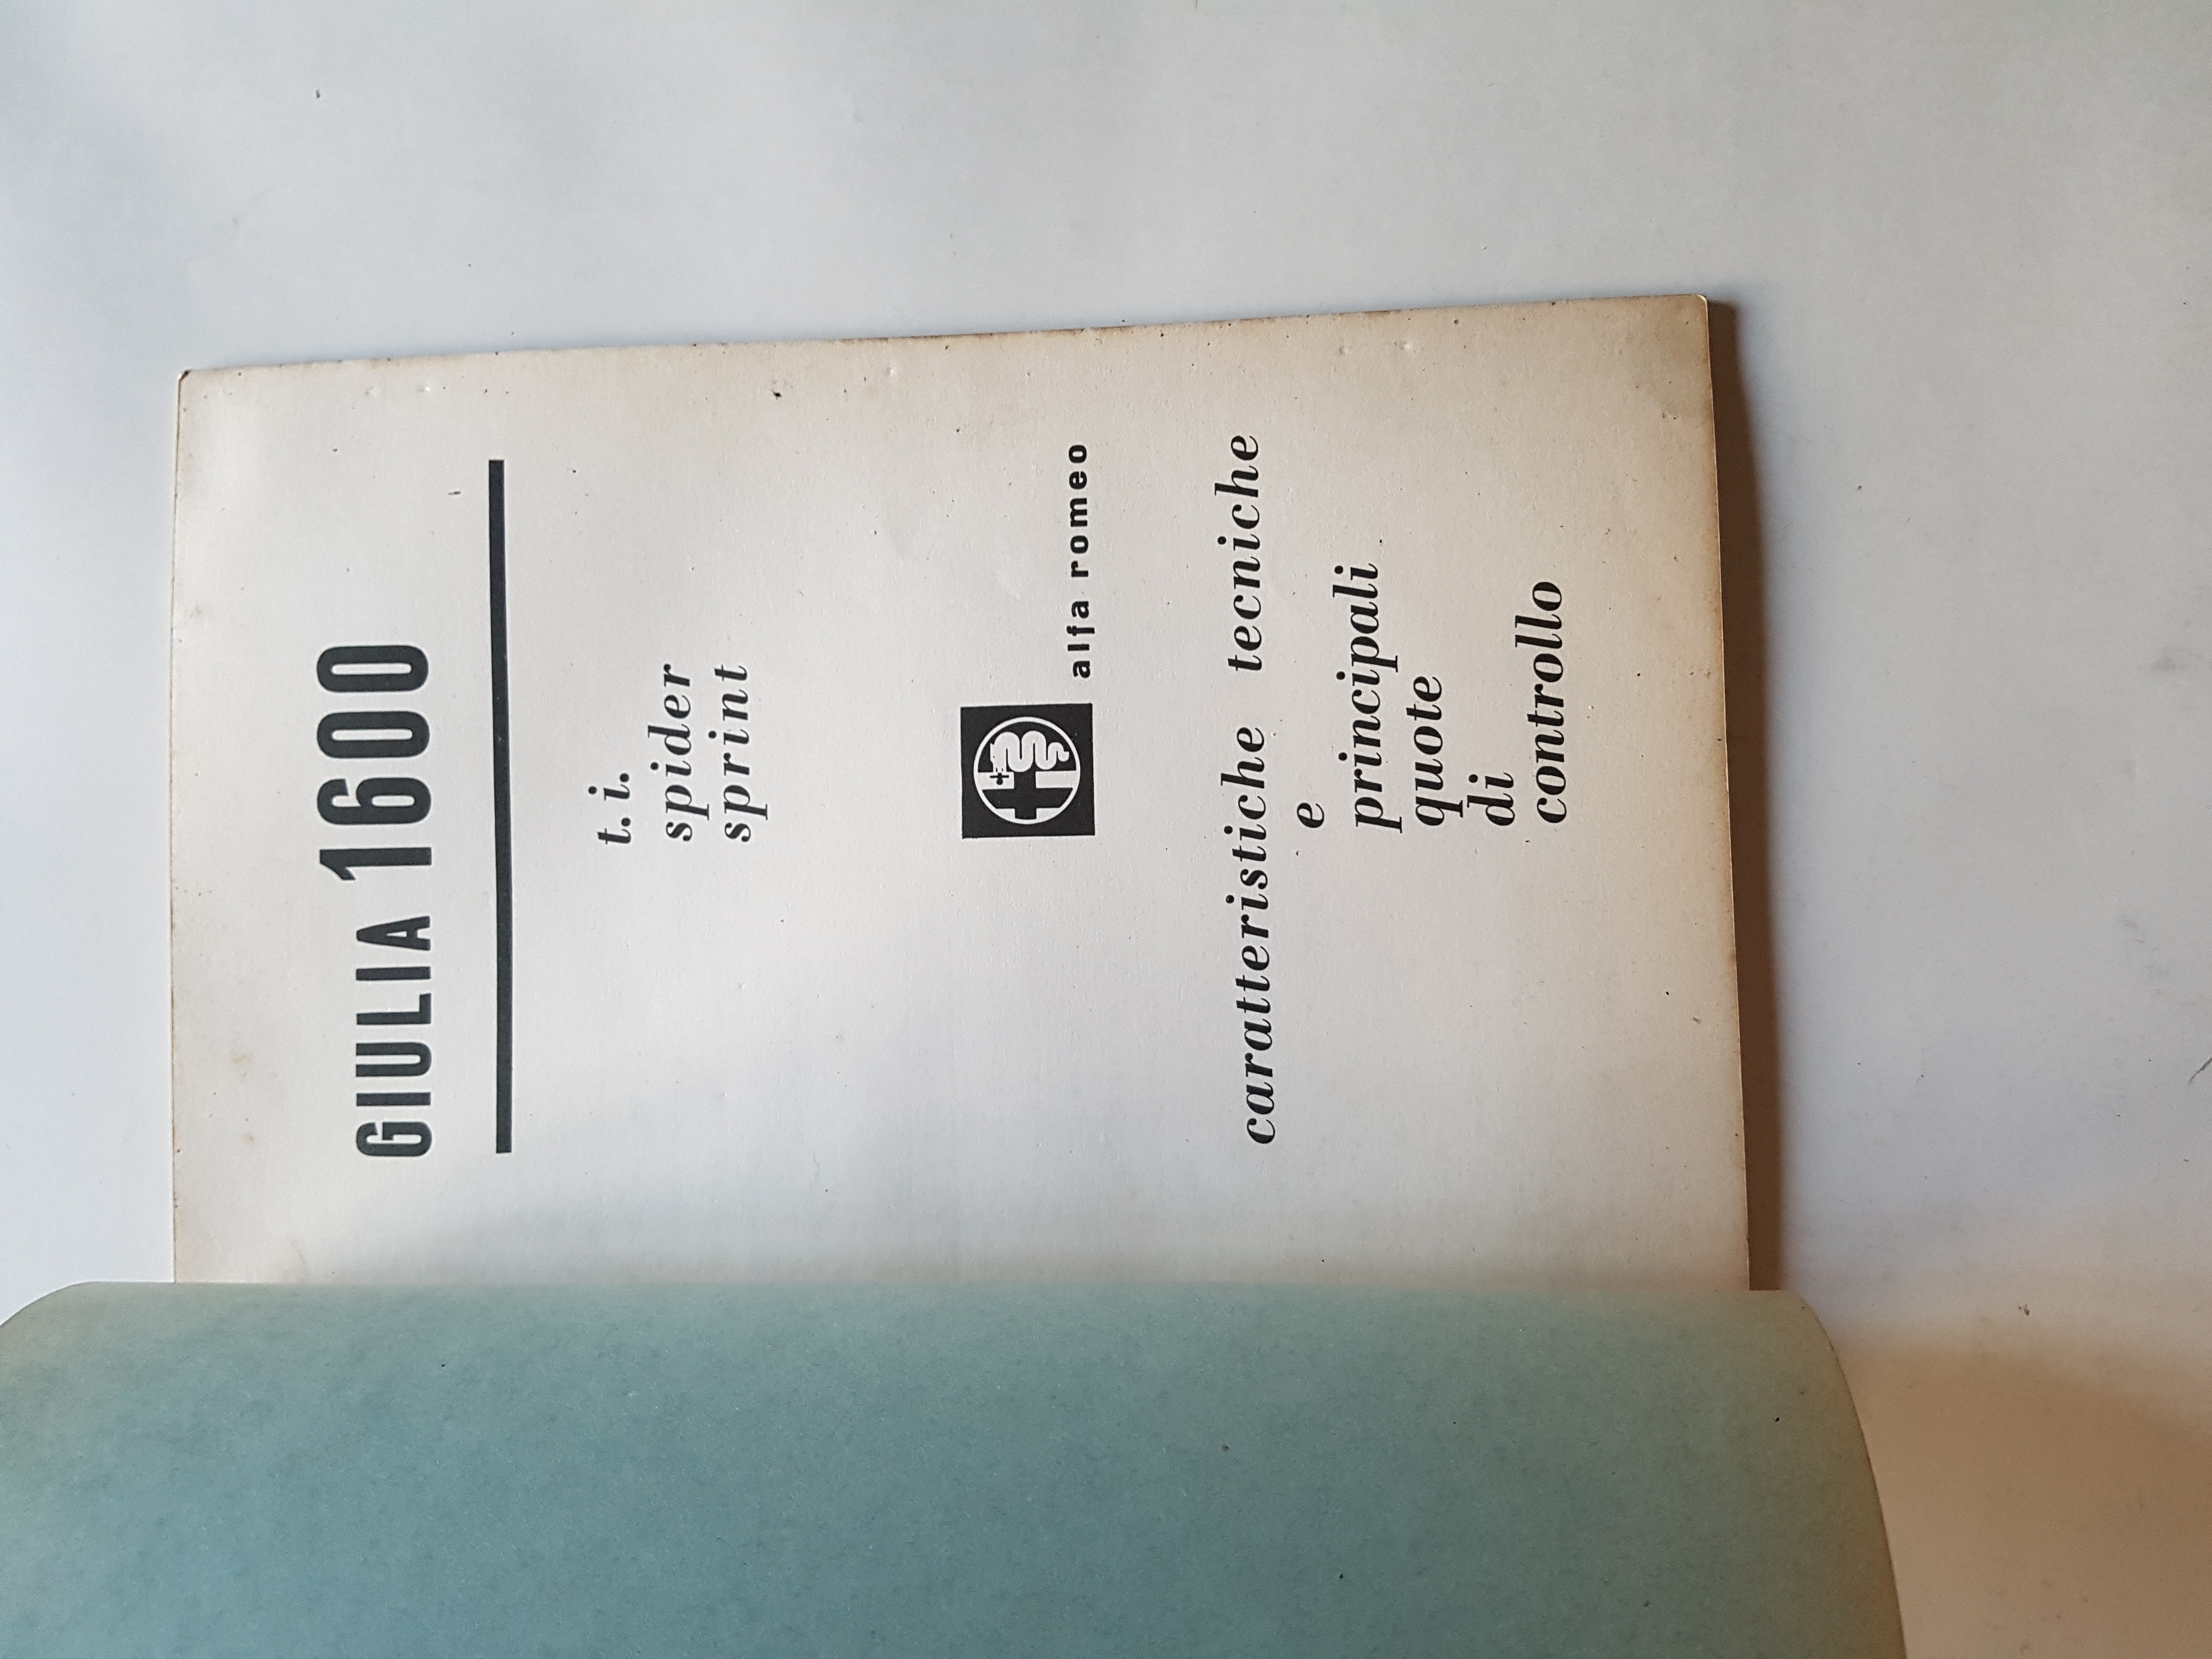 GIULIA 1600
t.i.
spider
sprint
alfa romeo
caratteristiche tecniche
e
principali
quote
di
controllo